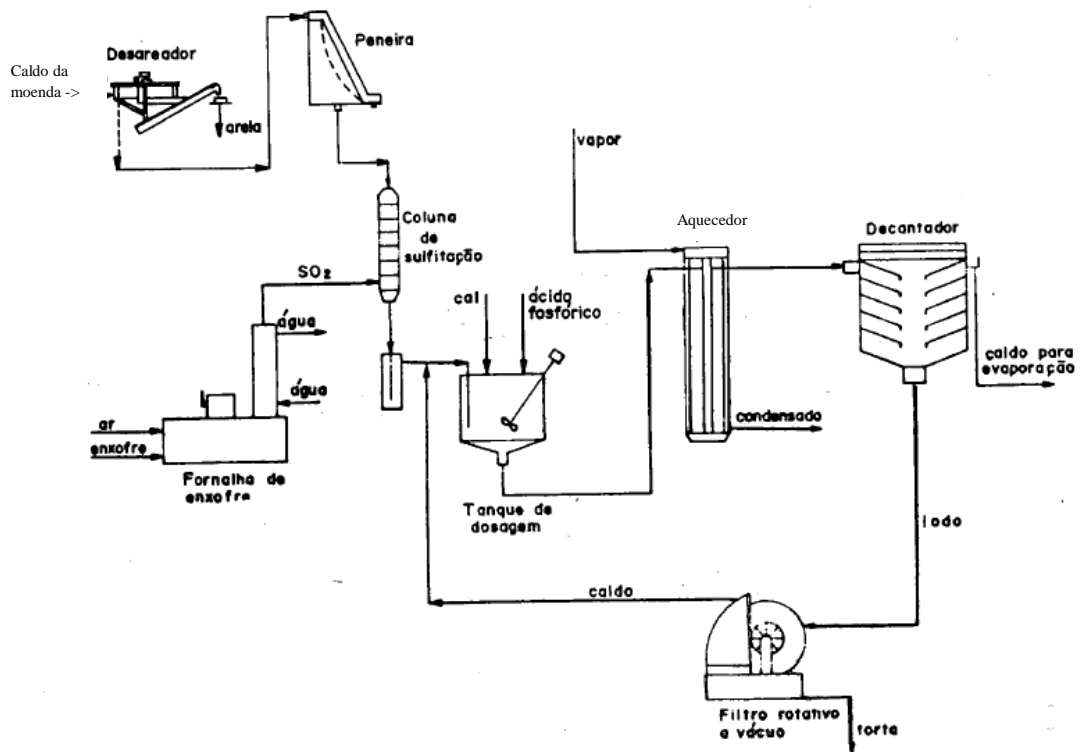 Desareador
Caldo da
moenda ->
areia
Peneira
Coluna
de
sulfitação
SO₂
água
água
ar
enxofre
Fornalha de
enxofre
cal
ácido
fosfórico
Tanque de
dosagem
vapor
Aquecedor
condensado
Decantador
caldo para
evaporação
lodo
caldo
Filtro rotativo
a vácuo
torta